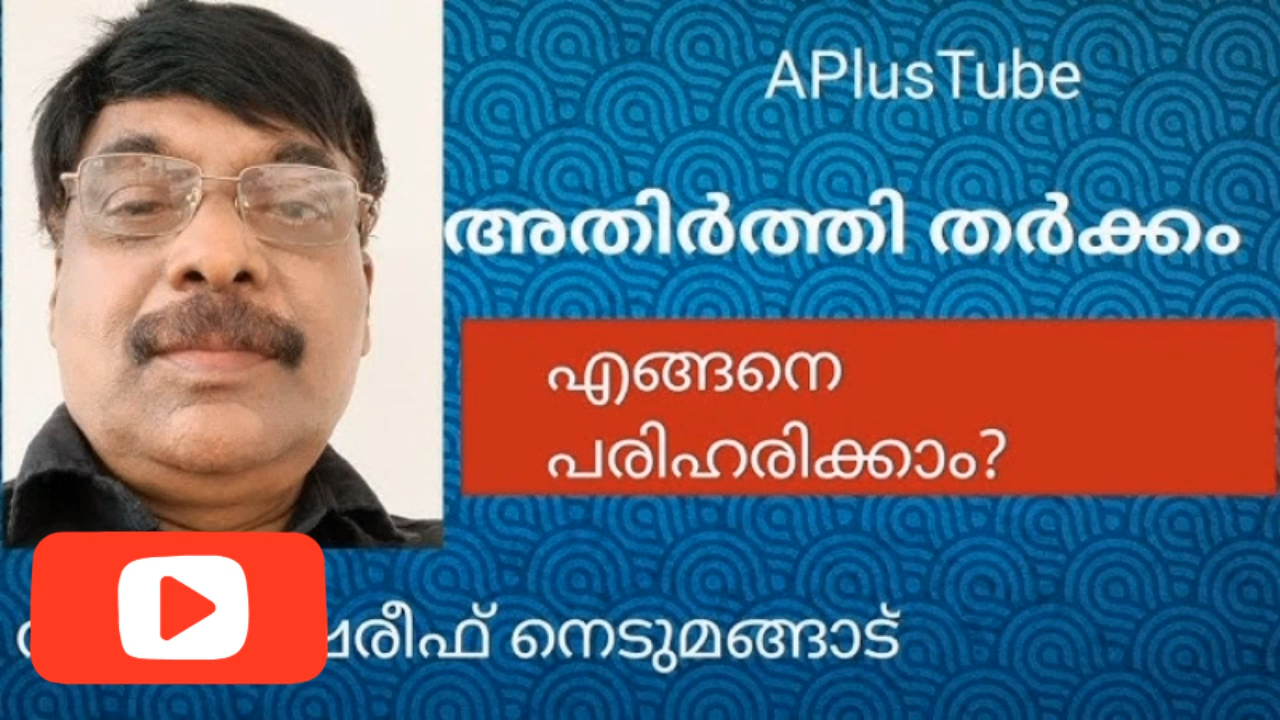 APlusTube
അതിർത്തി തർക്കം
എങ്ങനെ
പരിഹരിക്കാം?
ഷരീഫ് നെടുമങ്ങാട്